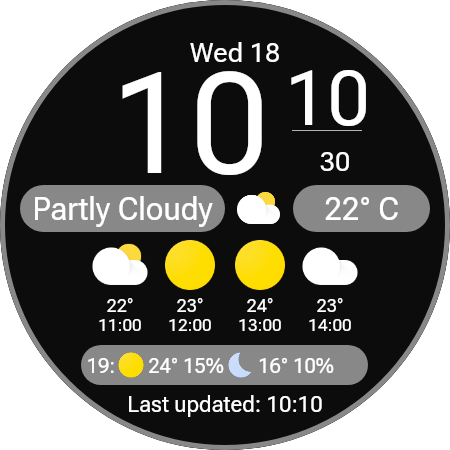 Wed 18
10 10
30
Partly Cloudy 22° C
22° 23° 24° 23°
11:00 12:00 13:00 14:00
19: 24° 15% 16° 10%
Last updated: 10:10